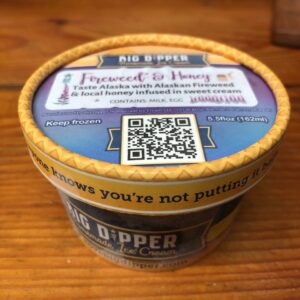 BIG DIPPER
Fireweed & Honey
Taste Alaska with Alaskan Fireweed
& local honey infused in sweet cream
CONTAINS: MILK, EGG
Keep frozen
5.5floz (162ml)
one knows you're not putting it
BIG DIPPER
Ice Cream